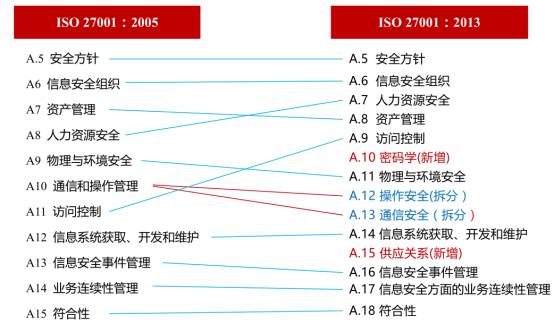 ISO 27001：2005
A.5 安全方针
A6 信息安全组织
A7 资产管理
A8 人力资源安全
A9 物理与环境安全
A10 通信和操作管理
A11 访问控制
A12 信息系统获取、开发和维护
A13 信息安全事件管理
A14 业务连续性管理
A15 符合性
ISO 27001：2013
A.5 安全方针
A.6 信息安全组织
A.7 人力资源安全
A.8 资产管理
A.9 访问控制
A.10 密码学(新增)
A.11 物理与环境安全
A.12 操作安全(拆分）
A.13 通信安全（ 拆分）
A.14 信息系统获取、开发和维护
A.15 供应关系(新增)
A.16 信息安全事件管理
A.17 信息安全方面的业务连续性管理
A.18 符合性